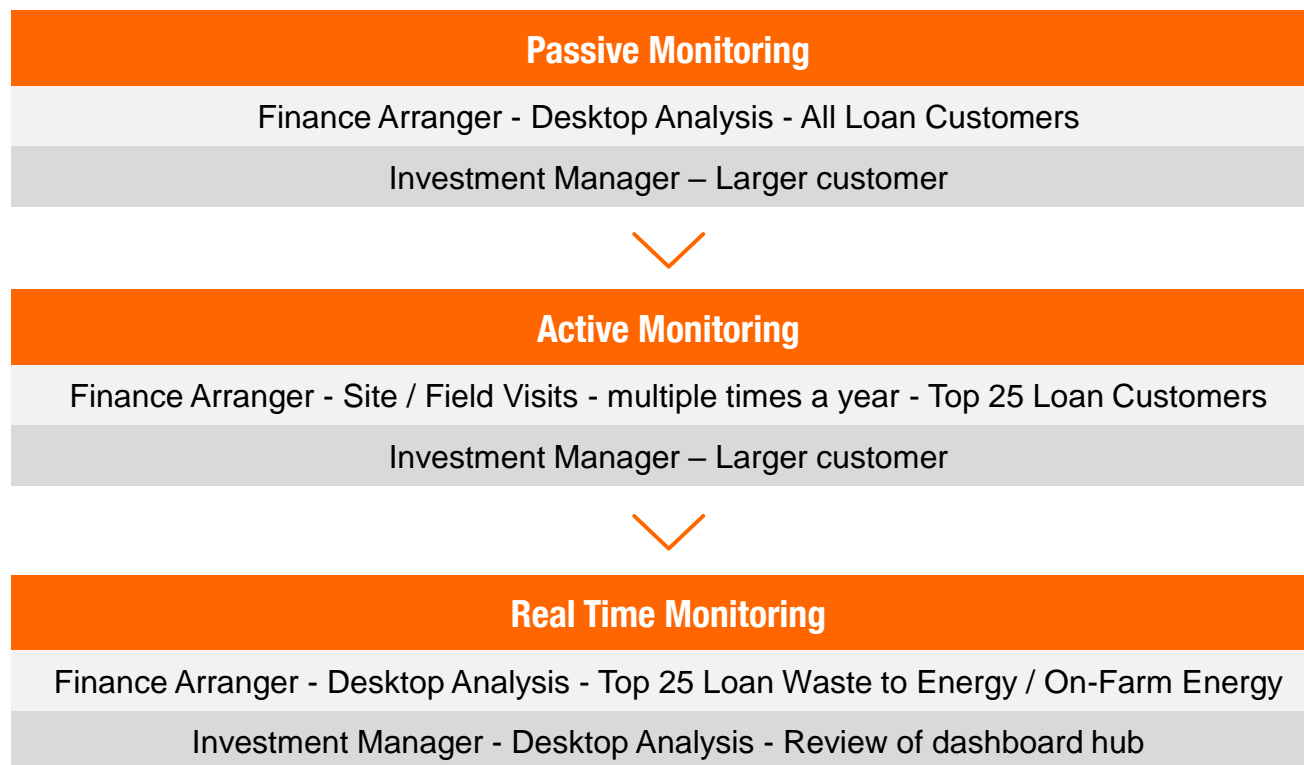 Passive Monitoring
Finance Arranger - Desktop Analysis - All Loan Customers
Investment Manager – Larger customer
Active Monitoring
Finance Arranger - Site / Field Visits - multiple times a year - Top 25 Loan Customers
Investment Manager – Larger customer
Real Time Monitoring
Finance Arranger - Desktop Analysis - Top 25 Loan Waste to Energy / On-Farm Energy
Investment Manager - Desktop Analysis - Review of dashboard hub